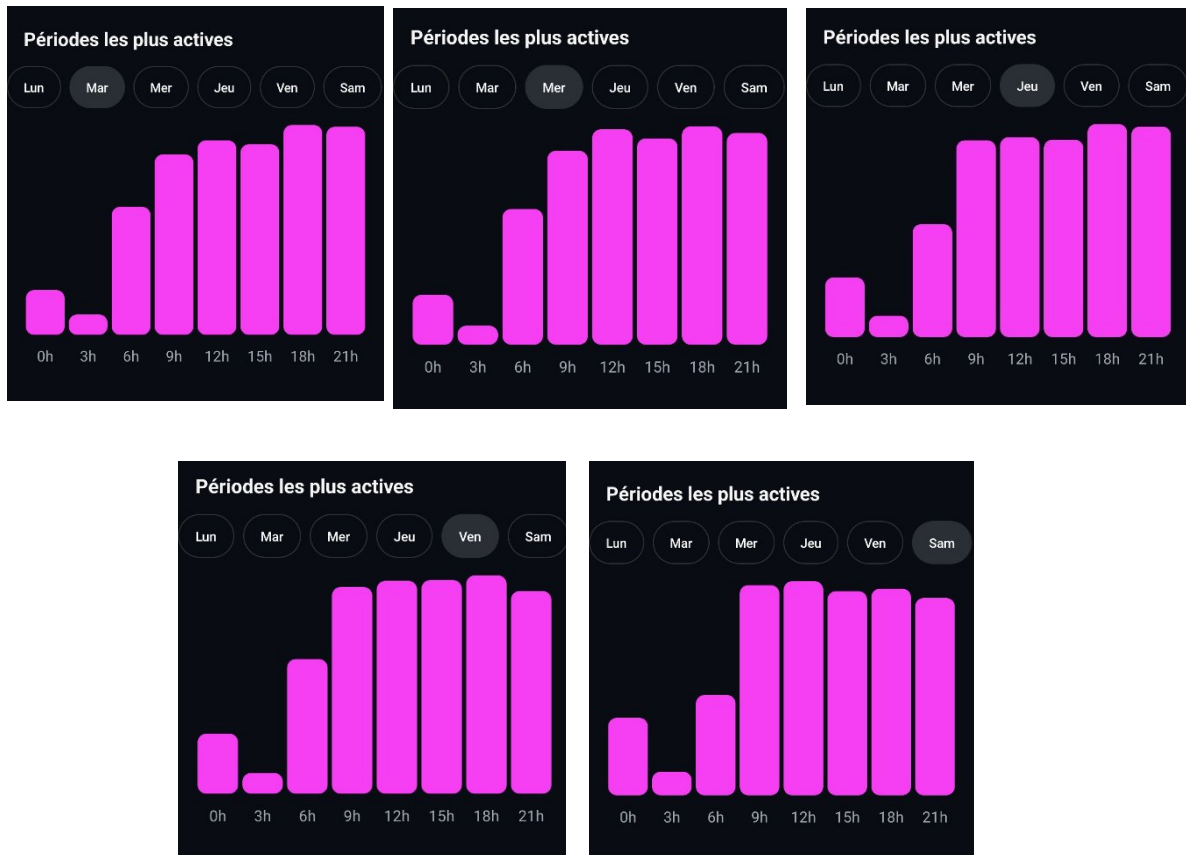 Périodes les plus actives
Lun Mar Mer Jeu Ven Sam
0h 3h 6h 9h 12h 15h 18h 21h
Périodes les plus actives
Lun Mar Mer Jeu Ven Sam
0h 3h 6h 9h 12h 15h 18h 21h
Périodes les plus actives
Lun Mar Mer Jeu Ven Sam
0h 3h 6h 9h 12h 15h 18h 21h
Périodes les plus actives
Lun Mar Mer Jeu Ven Sam
0h 3h 6h 9h 12h 15h 18h 21h
Périodes les plus actives
Lun Mar Mer Jeu Ven Sam
0h 3h 6h 9h 12h 15h 18h 21h